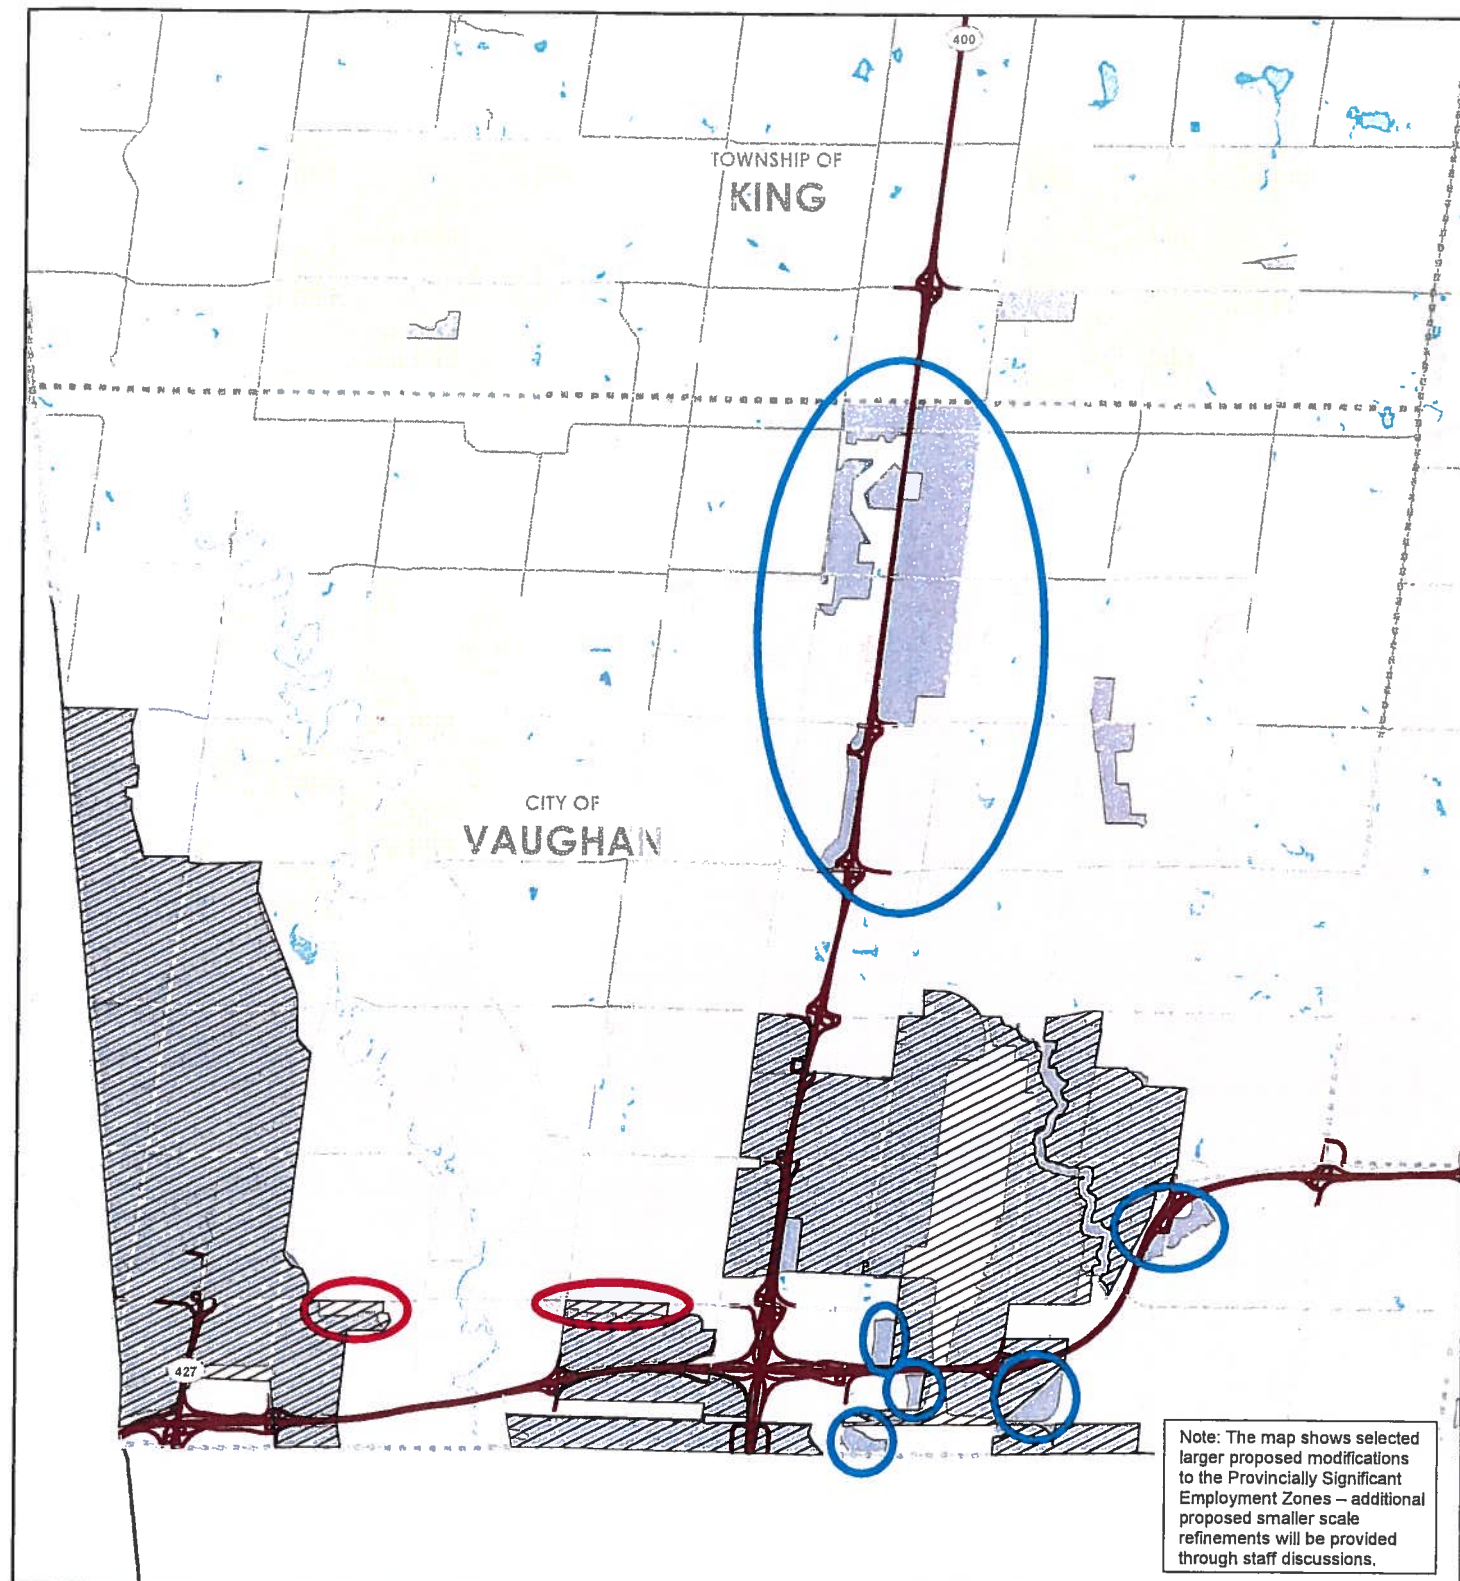 400
TOWNSHIP OF
KING
CITY OF
VAUGHAN
427
Note: The map shows selected
larger proposed modifications
to the Provincially Significant
Employment Zones – additional
proposed smaller scale
refinements will be provided
through staff discussions.